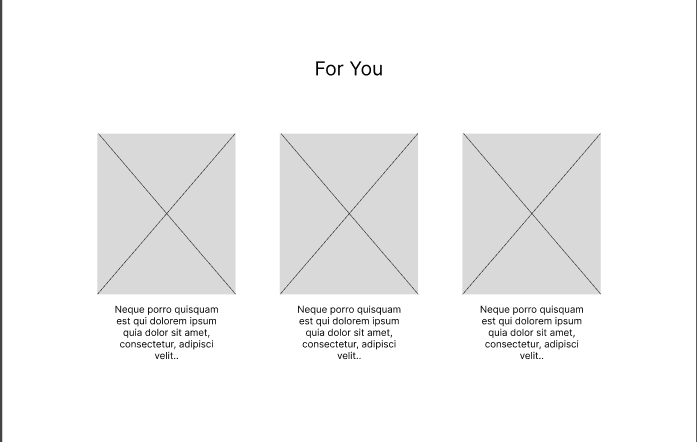 For You
Neque porro quisquam
est qui dolorem ipsum
quia dolor sit amet,
consectetur, adipisci
velit..
Neque porro quisquam
est qui dolorem ipsum
quia dolor sit amet,
consectetur, adipisci
velit..
Neque porro quisquam
est qui dolorem ipsum
quia dolor sit amet,
consectetur, adipisci
velit..